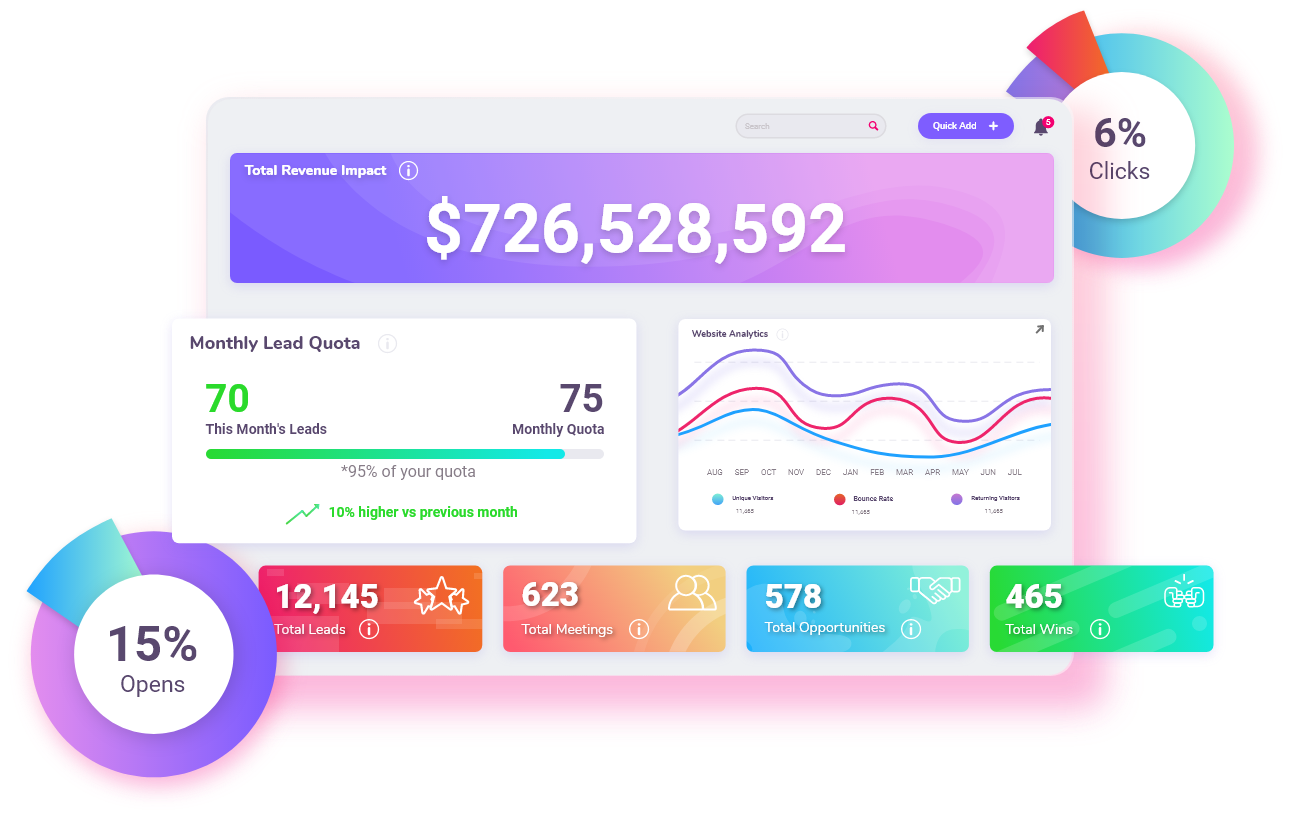 Search
Quick Add +
5
6%
Clicks
Total Revenue Impact
$726,528,592
Monthly Lead Quota
70
This Month's Leads
75
Monthly Quota
*95% of your quota
10% higher vs previous month
Website Analytics
AUG SEP OCT NOV DEC JAN FEB MAR APR MAY JUN JUL
Unique Visitors
11,655
Bounce Rate
11,655
Returning Visitors
11,655
15%
Opens
12,145
Total Leads
623
Total Meetings
578
Total Opportunities
465
Total Wins